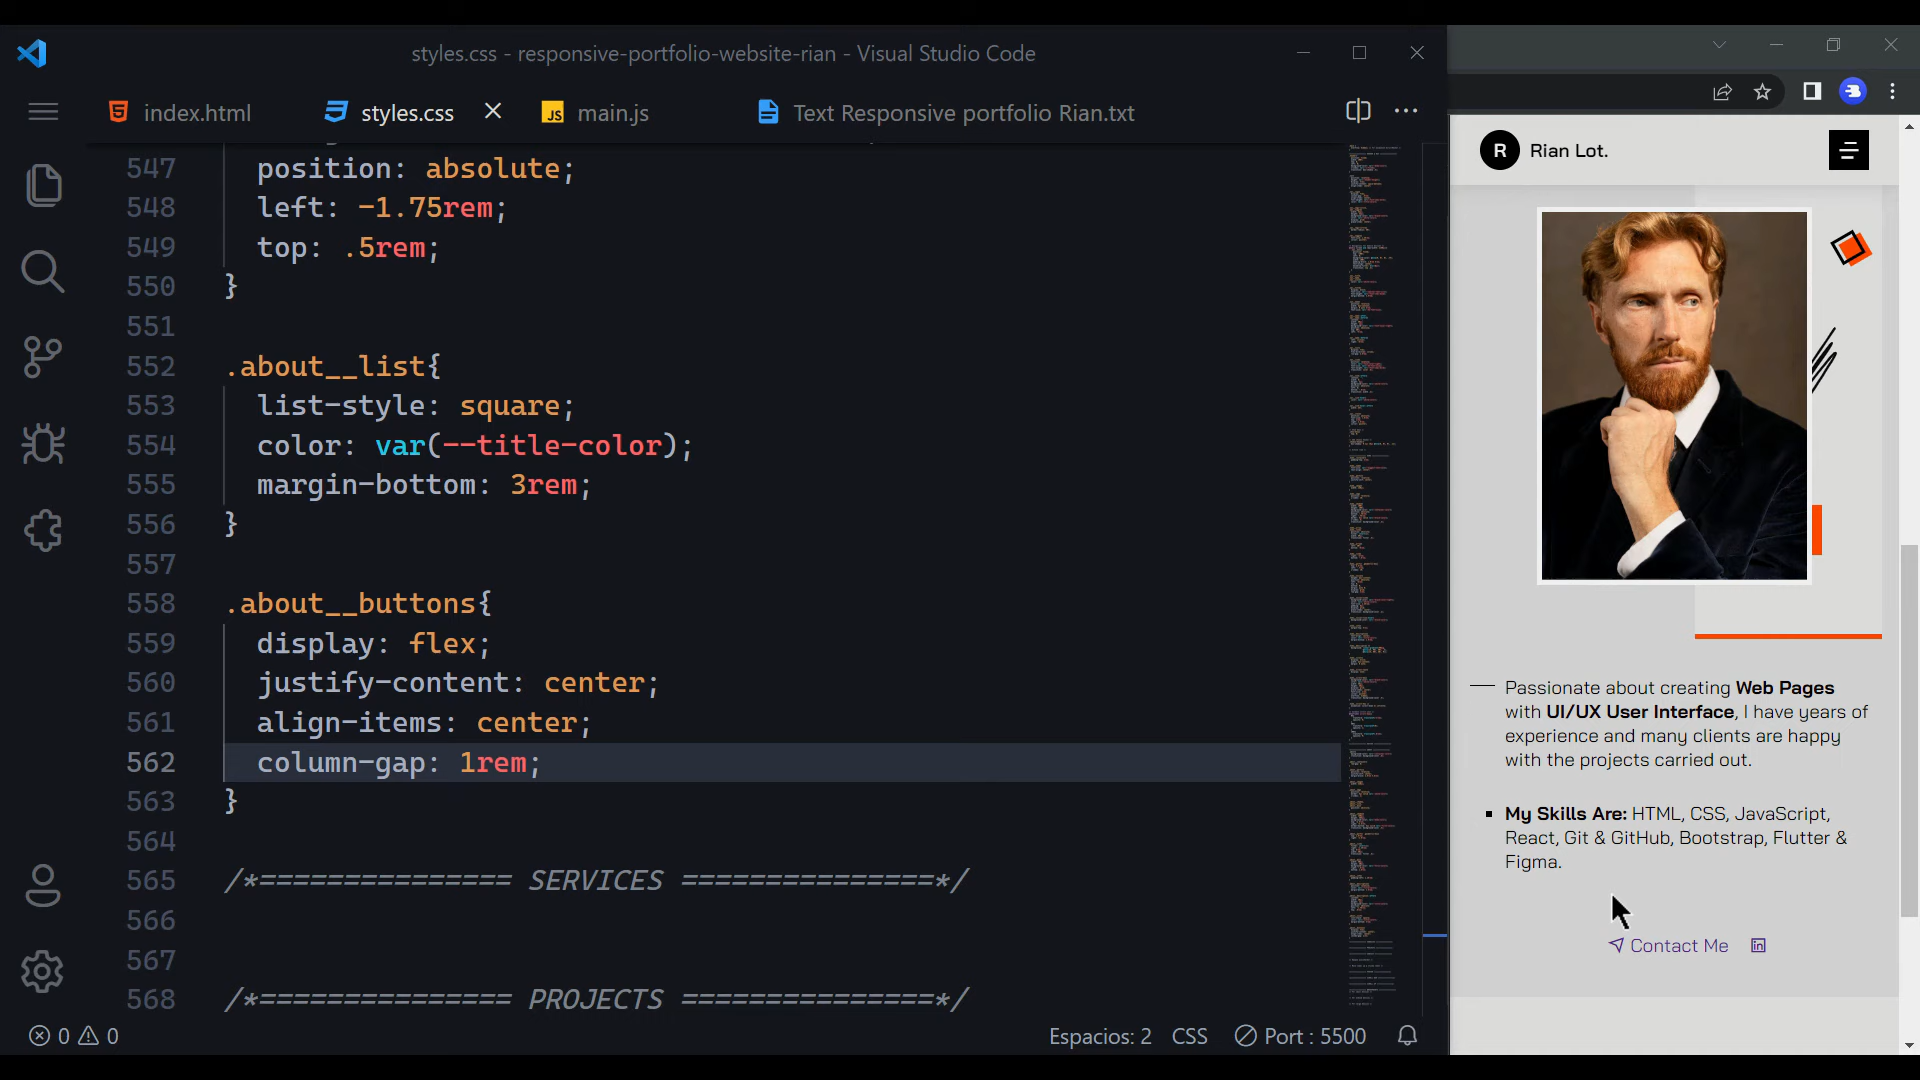 styles.css - responsive-portfolio-website-rian - Visual Studio Code
index.html
styles.css
JS main.js
Text Responsive portfolio Rian.txt
547 position: absolute;
548 left: -1.75rem;
549 top: .5rem;
550 }
551
552 .about__list{
553 list-style: square;
554 color: var(--title-color);
555 margin-bottom: 3rem;
556 }
557
558 .about__buttons{
559 display: flex;
560 justify-content: center;
561 align-items: center;
562 column-gap: 1rem;
563 }
564
565 /*=============== SERVICES ===============*/
566
567
568 /*=============== PROJECTS ===============*/
0 0
Espacios: 2 CSS Port : 5500
R Rian Lot.
Passionate about creating Web Pages
with UI/UX User Interface, I have years of
experience and many clients are happy
with the projects carried out.
My Skills Are: HTML, CSS, JavaScript,
React, Git & GitHub, Bootstrap, Flutter &
Figma.
Contact Me